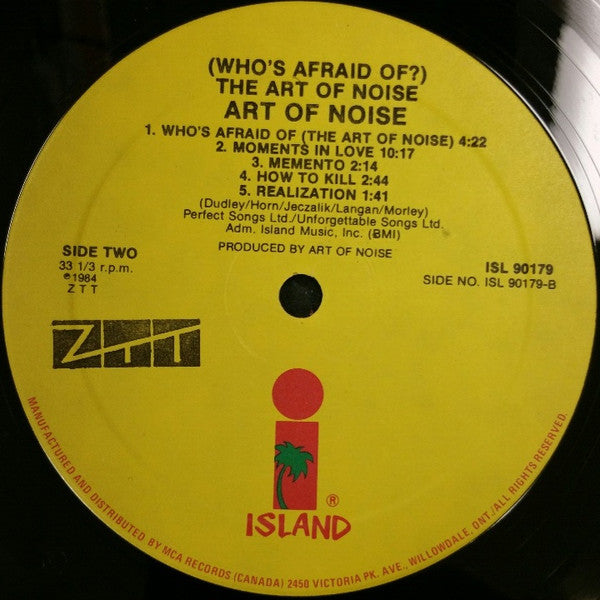 (WHO'S AFRAID OF?)
THE ART OF NOISE
ART OF NOISE
1. WHO'S AFRAID OF (THE ART OF NOISE) 4:22
2. MOMENTS IN LOVE 10:17
3. MEMENTO 2:14
4. HOW TO KILL 2:44
5. REALIZATION 1:41
(Dudley/Horn/Jeczalik/Langan/Morley)
Perfect Songs Ltd./Unforgettable Songs Ltd.
Adm. Island Music, Inc. (BMI)
PRODUCED BY ART OF NOISE
SIDE TWO
33 1/3 r.p.m.
℗1984
ZTT
ISL 90179
SIDE NO. ISL 90179-B
ZTT
®
ISLAND
MANUFACTURED AND DISTRIBUTED BY MCA RECORDS (CANADA) 2450 VICTORIA PK. AVE., WILLOWDALE, ONT./ALL RIGHTS RESERVED.